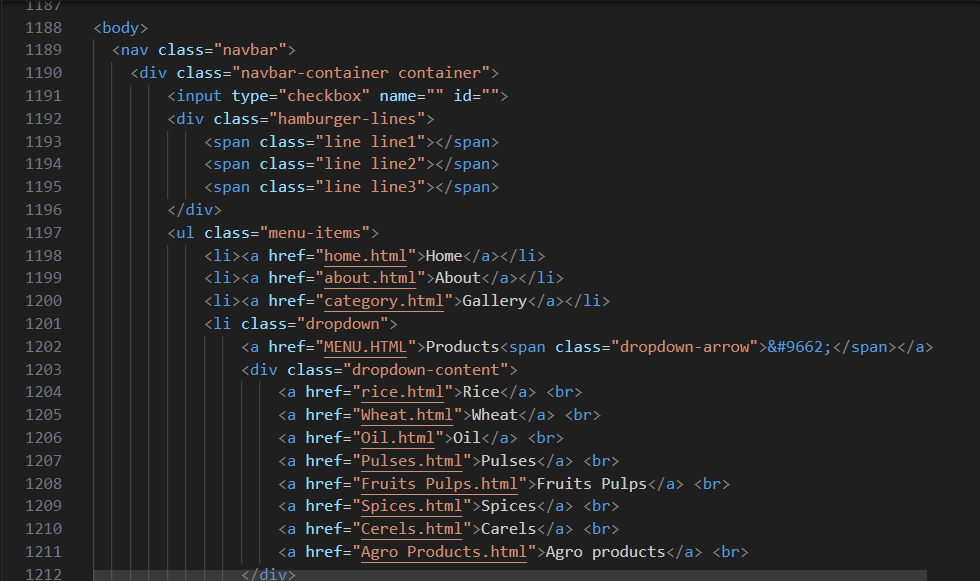 1187
1188 <body>
1189 <nav class="navbar">
1190 <div class="navbar-container container">
1191 <input type="checkbox" name="" id="">
1192 <div class="hamburger-lines">
1193 <span class="line line1"></span>
1194 <span class="line line2"></span>
1195 <span class="line line3"></span>
1196 </div>
1197 <ul class="menu-items">
1198 <li><a href="home.html">Home</a></li>
1199 <li><a href="about.html">About</a></li>
1200 <li><a href="category.html">Gallery</a></li>
1201 <li class="dropdown">
1202 <a href="MENU.HTML">Products<span class="dropdown-arrow">&#9662;</span></a>
1203 <div class="dropdown-content">
1204 <a href="rice.html">Rice</a> <br>
1205 <a href="Wheat.html">Wheat</a> <br>
1206 <a href="Oil.html">Oil</a> <br>
1207 <a href="Pulses.html">Pulses</a> <br>
1208 <a href="Fruits Pulps.html">Fruits Pulps</a> <br>
1209 <a href="Spices.html">Spices</a> <br>
1210 <a href="Cerels.html">Carels</a> <br>
1211 <a href="Agro Products.html">Agro products</a> <br>
1212 </div>